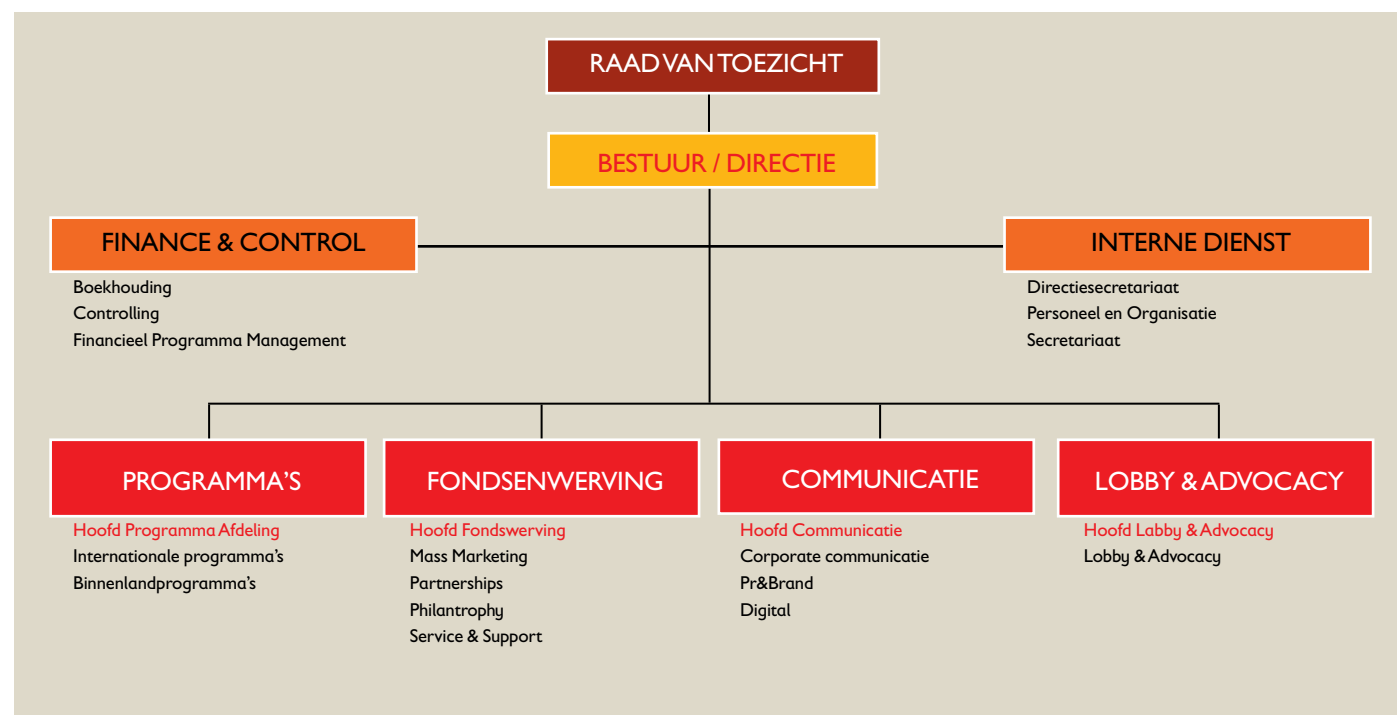 RAAD VAN TOEZICHT
BESTUUR / DIRECTIE
FINANCE & CONTROL
Boekhouding
Controlling
Financieel Programma Management
INTERNE DIENST
Directiesecretariaat
Personeel en Organisatie
Secretariaat
PROGRAMMA'S
Hoofd Programma Afdeling
Internationale programma's
Binnenlandprogramma's
FONDSENWERVING
Hoofd Fondswerving
Mass Marketing
Partnerships
Philantrophy
Service & Support
COMMUNICATIE
Hoofd Communicatie
Corporate communicatie
Pr&Brand
Digital
LOBBY & ADVOCACY
Hoofd Labby & Advocacy
Lobby & Advocacy